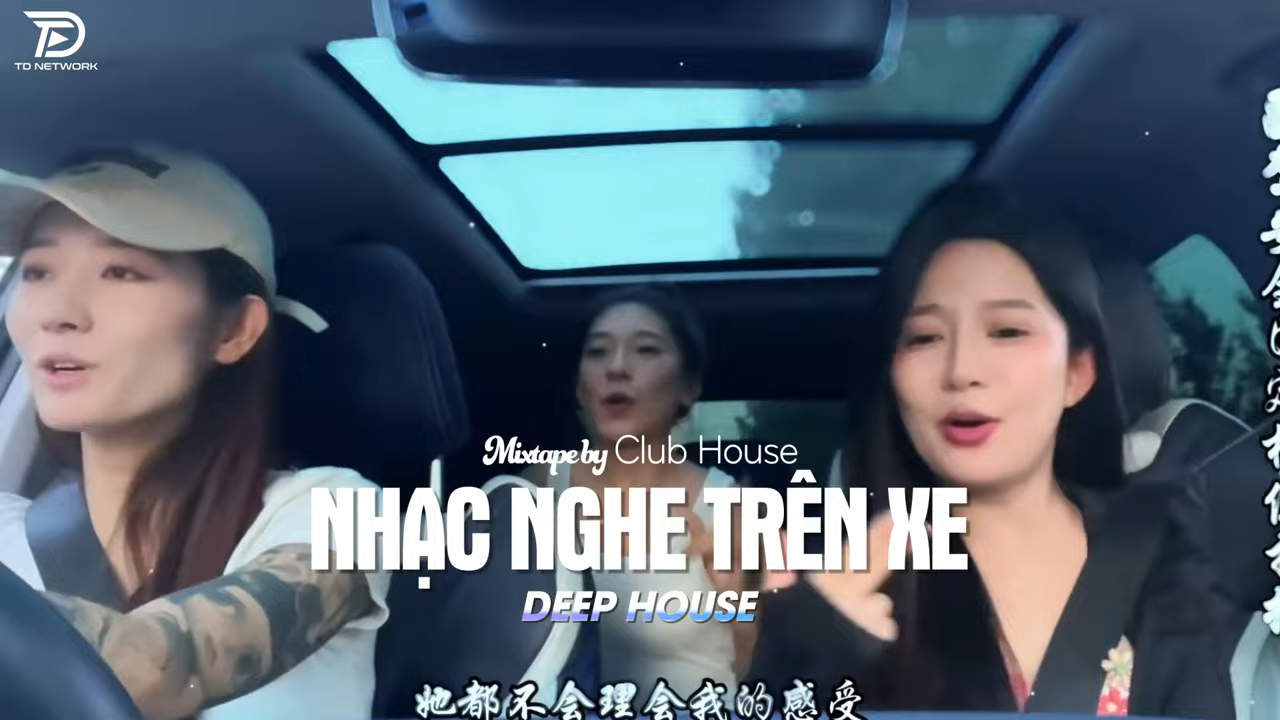 TD NETWORK
Mixtape by Club House
NHẠC NGHE TRÊN XE
DEEP HOUSE
她都不会理会我的感受